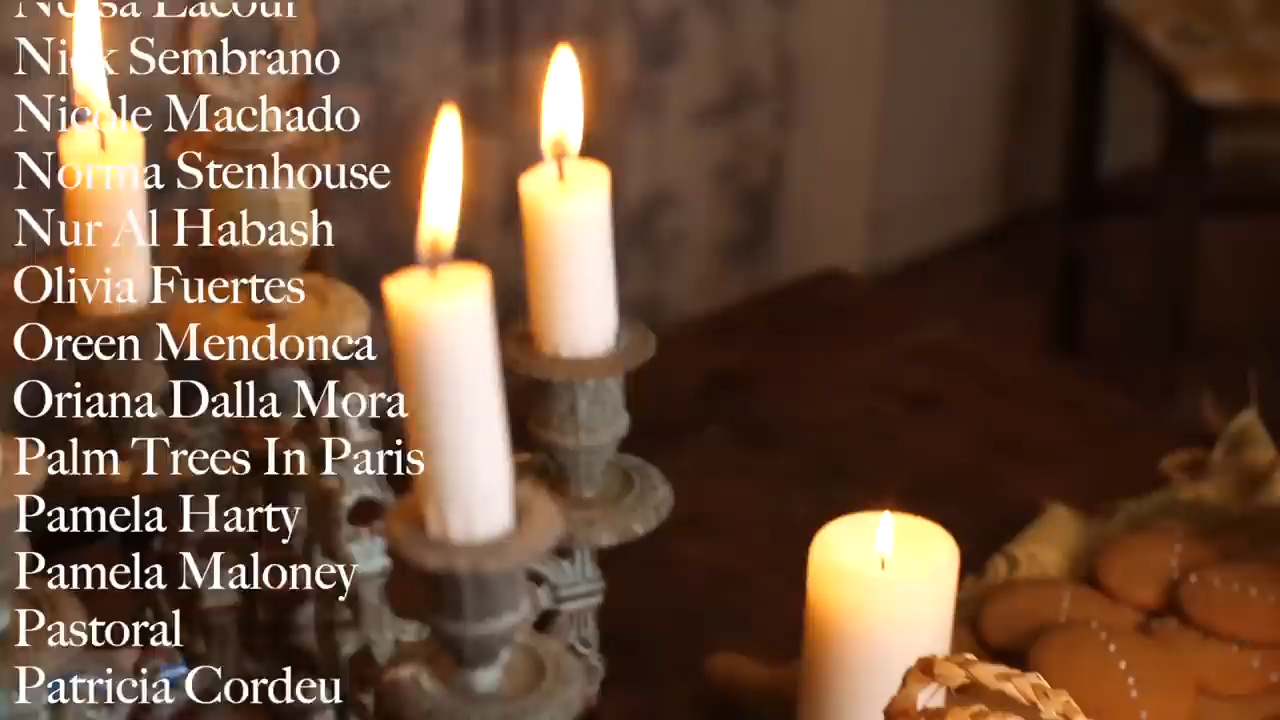 Lacour
Nick Sembrano
Nicole Machado
Norma Stenhouse
Nur Al Habash
Olivia Fuertes
Oreen Mendonca
Oriana Dalla Mora
Palm Trees In Paris
Pamela Harty
Pamela Maloney
Pastoral
Patricia Cordeu